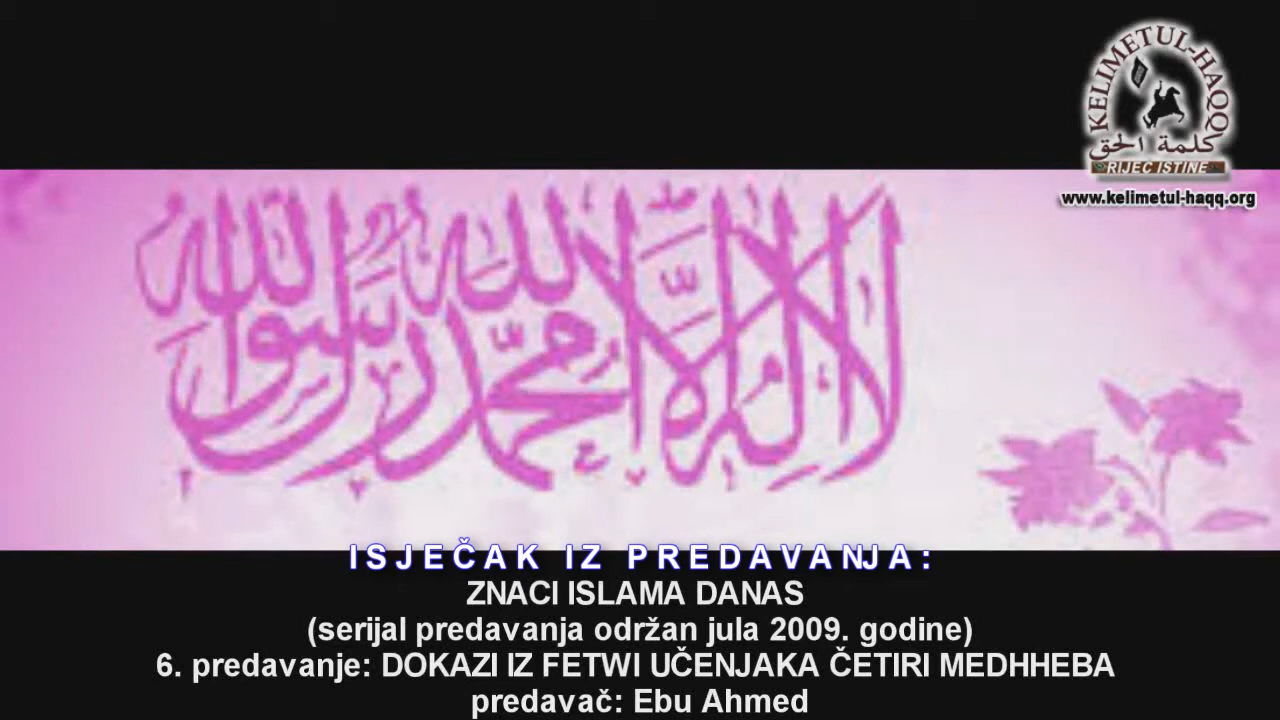 KELIMETUL-HAQQ
كلمة الحق
RIJEC ISTINE
www.kelimetul-haqq.org
لا إله إلا الله محمد رسول الله
ISJEČAK IZ PREDAVANJA:
ZNACI ISLAMA DANAS
(serijal predavanja održan jula 2009. godine)
6. predavanje: DOKAZI IZ FETWI UČENJAKA ČETIRI MEDHHEBA
predavač: Ebu Ahmed